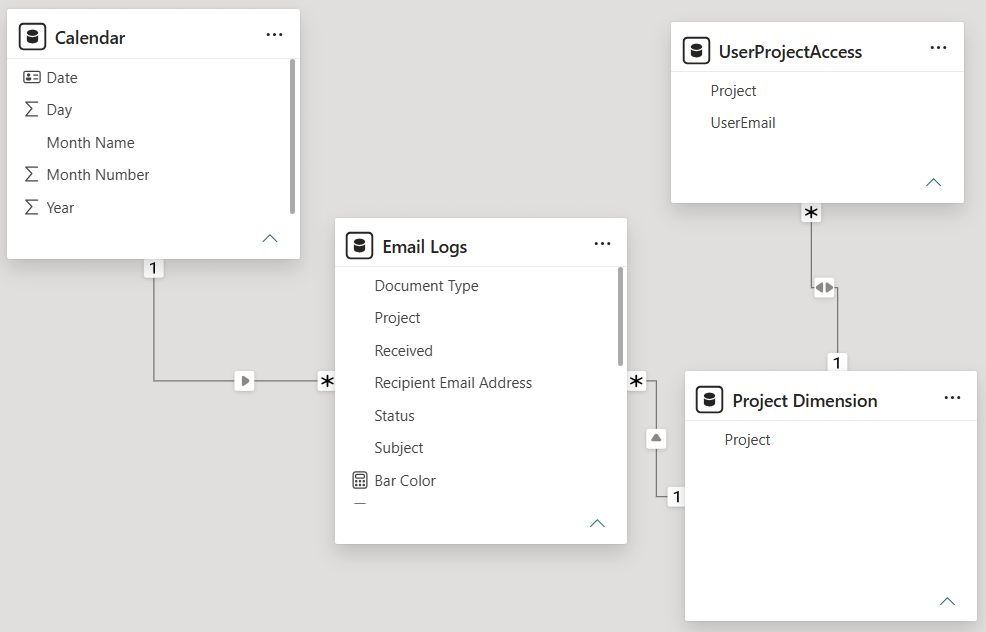 Calendar
Date
Day
Month Name
Month Number
Year
1
*
Email Logs
Document Type
Project
Received
Recipient Email Address
Status
Subject
Bar Color
*
1
UserProjectAccess
Project
UserEmail
*
1
Project Dimension
Project